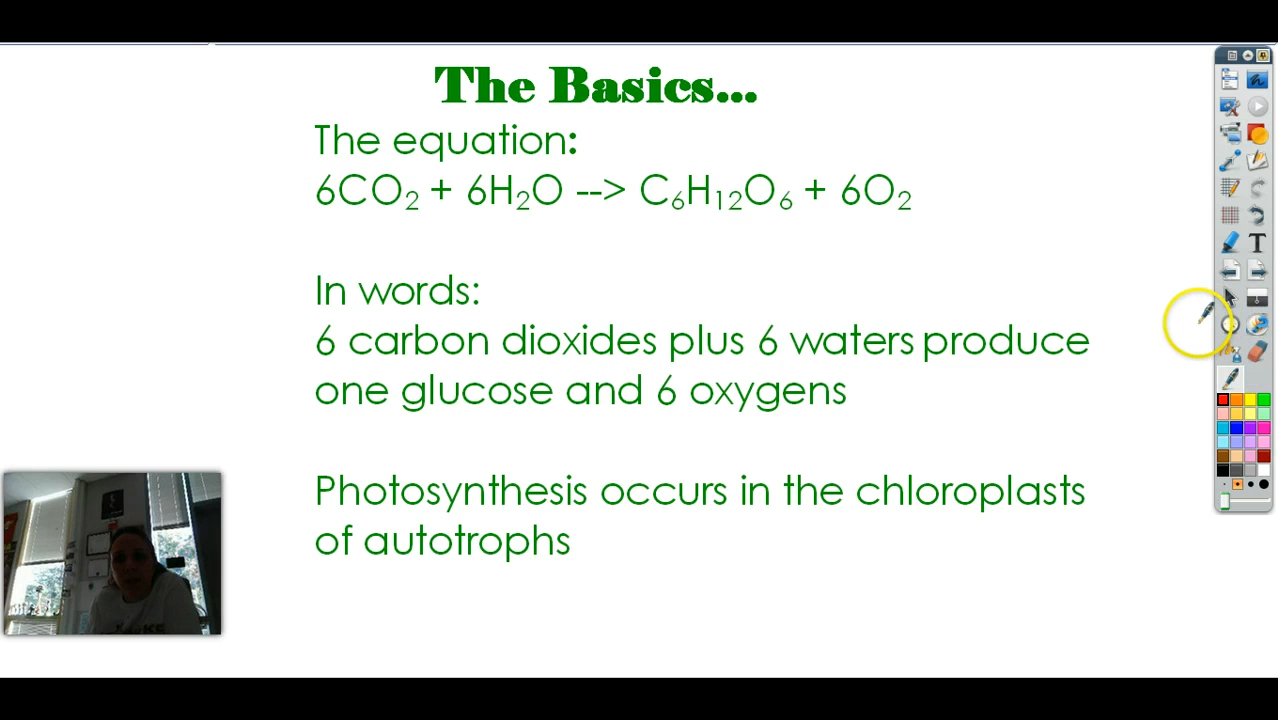 The Basics...
The equation:
6CO₂ + 6H₂O --> C₆H₁₂O₆ + 6O₂
In words:
6 carbon dioxides plus 6 waters produce
one glucose and 6 oxygens
Photosynthesis occurs in the chloroplasts
of autotrophs